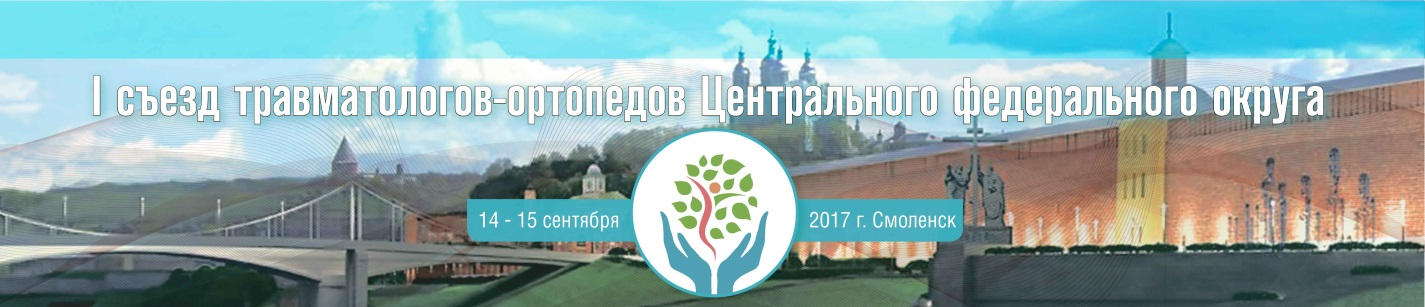 I съезд травматологов-ортопедов Центрального федерального округа
14 - 15 сентября 2017 г. Смоленск